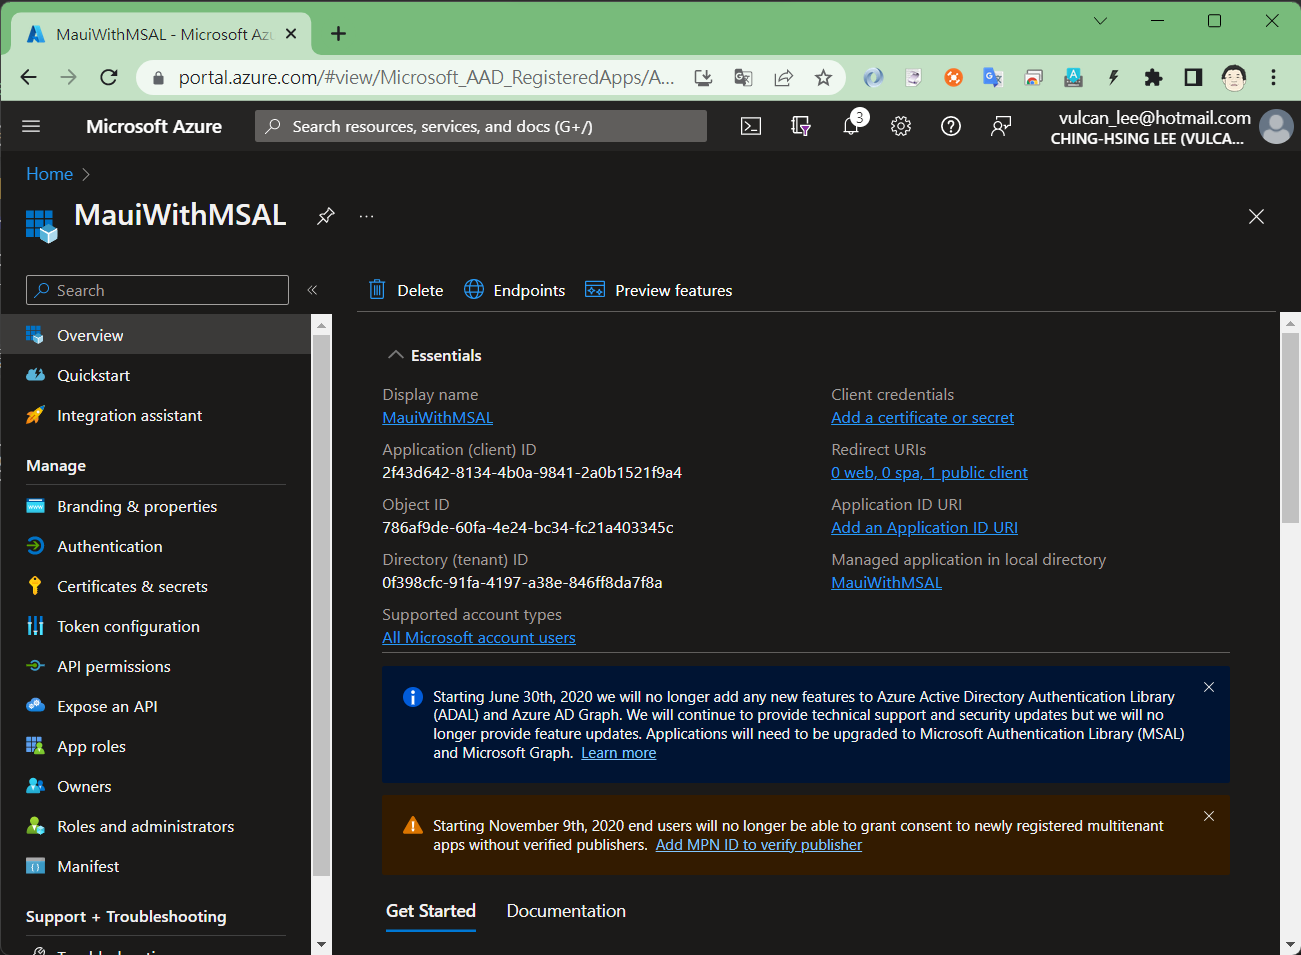 MauiWithMSAL - Microsoft Az
portal.azure.com/#view/Microsoft_AAD_RegisteredApps/A...
Microsoft Azure
Search resources, services, and docs (G+/)
3
vulcan_lee@hotmail.com
CHING-HSING LEE (VULCA...
Home
MauiWithMSAL
Search
Delete
Endpoints
Preview features
Overview
Quickstart
Integration assistant
Manage
Branding & properties
Authentication
Certificates & secrets
Token configuration
API permissions
Expose an API
App roles
Owners
Roles and administrators
Manifest
Support + Troubleshooting
Essentials
Display name
MauiWithMSAL
Application (client) ID
2f43d642-8134-4b0a-9841-2a0b1521f9a4
Object ID
786af9de-60fa-4e24-bc34-fc21a403345c
Directory (tenant) ID
0f398cfc-91fa-4197-a38e-846ff8da7f8a
Supported account types
All Microsoft account users
Client credentials
Add a certificate or secret
Redirect URIs
0 web, 0 spa, 1 public client
Application ID URI
Add an Application ID URI
Managed application in local directory
MauiWithMSAL
Starting June 30th, 2020 we will no longer add any new features to Azure Active Directory Authentication Library
(ADAL) and Azure AD Graph. We will continue to provide technical support and security updates but we will no
longer provide feature updates. Applications will need to be upgraded to Microsoft Authentication Library (MSAL)
and Microsoft Graph. Learn more
Starting November 9th, 2020 end users will no longer be able to grant consent to newly registered multitenant
apps without verified publishers. Add MPN ID to verify publisher
Get Started
Documentation